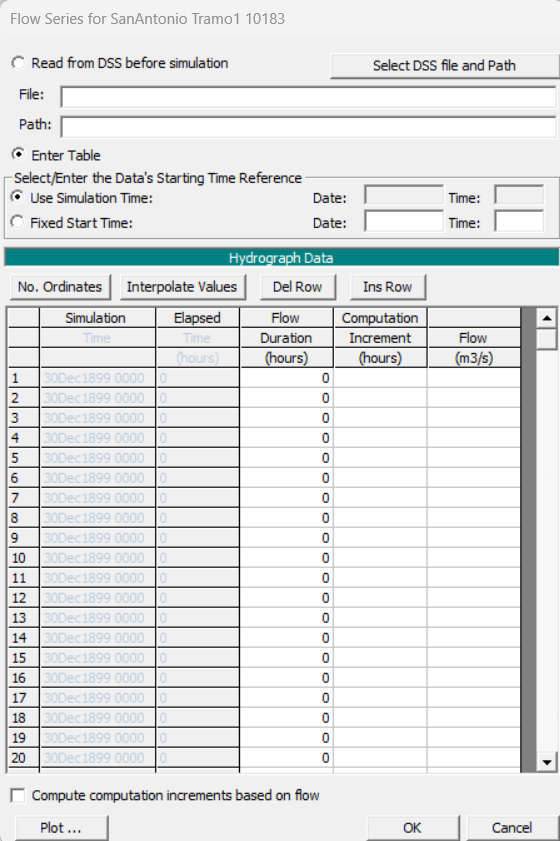 Flow Series for SanAntonio Tramo1 10183
Read from DSS before simulation
Select DSS file and Path
File:
Path:
Enter Table
Select/Enter the Data's Starting Time Reference
Use Simulation Time: Date: Time:
Fixed Start Time: Date: Time:
Hydrograph Data
No. Ordinates Interpolate Values Del Row Ins Row
Simulation Elapsed Flow Computation
Time Time Duration Increment Flow
(hours) (hours) (hours) (m3/s)
1 30Dec1899 0000 0 0
2 30Dec1899 0000 0 0
3 30Dec1899 0000 0 0
4 30Dec1899 0000 0 0
5 30Dec1899 0000 0 0
6 30Dec1899 0000 0 0
7 30Dec1899 0000 0 0
8 30Dec1899 0000 0 0
9 30Dec1899 0000 0 0
10 30Dec1899 0000 0 0
11 30Dec1899 0000 0 0
12 30Dec1899 0000 0 0
13 30Dec1899 0000 0 0
14 30Dec1899 0000 0 0
15 30Dec1899 0000 0 0
16 30Dec1899 0000 0 0
17 30Dec1899 0000 0 0
18 30Dec1899 0000 0 0
19 30Dec1899 0000 0 0
20 30Dec1899 0000 0 0
Compute computation increments based on flow
Plot ... OK Cancel